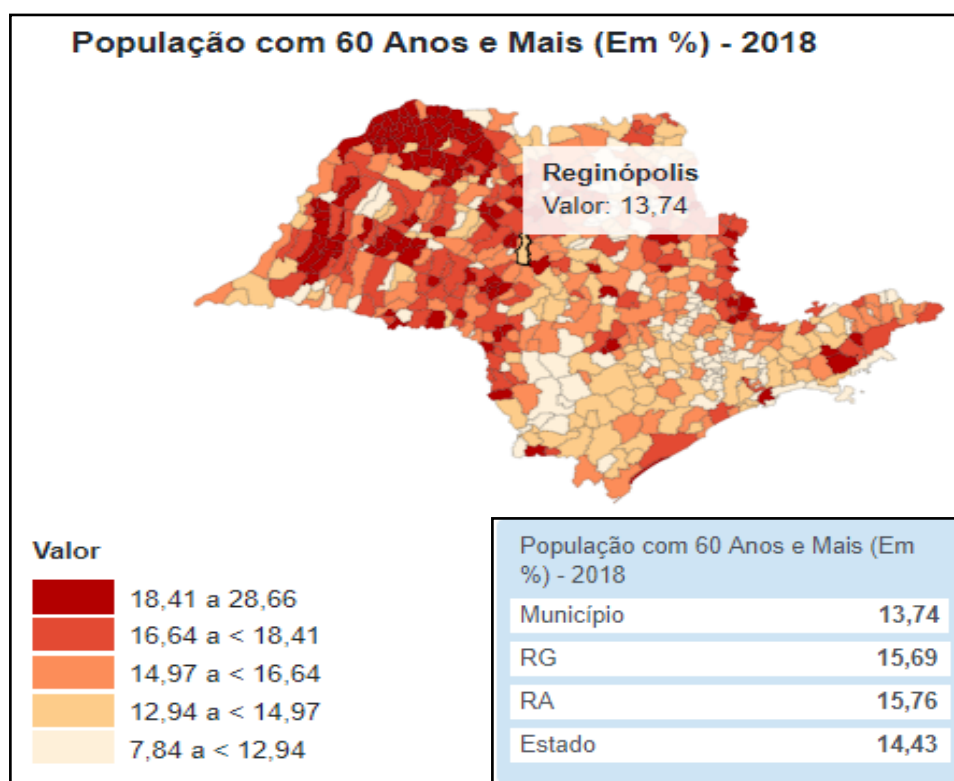 População com 60 Anos e Mais (Em %) - 2018
Reginópolis
Valor: 13,74
Valor
18,41 a 28,66
16,64 a < 18,41
14,97 a < 16,64
12,94 a < 14,97
7,84 a < 12,94
População com 60 Anos e Mais (Em
%) - 2018
Município 13,74
RG 15,69
RA 15,76
Estado 14,43